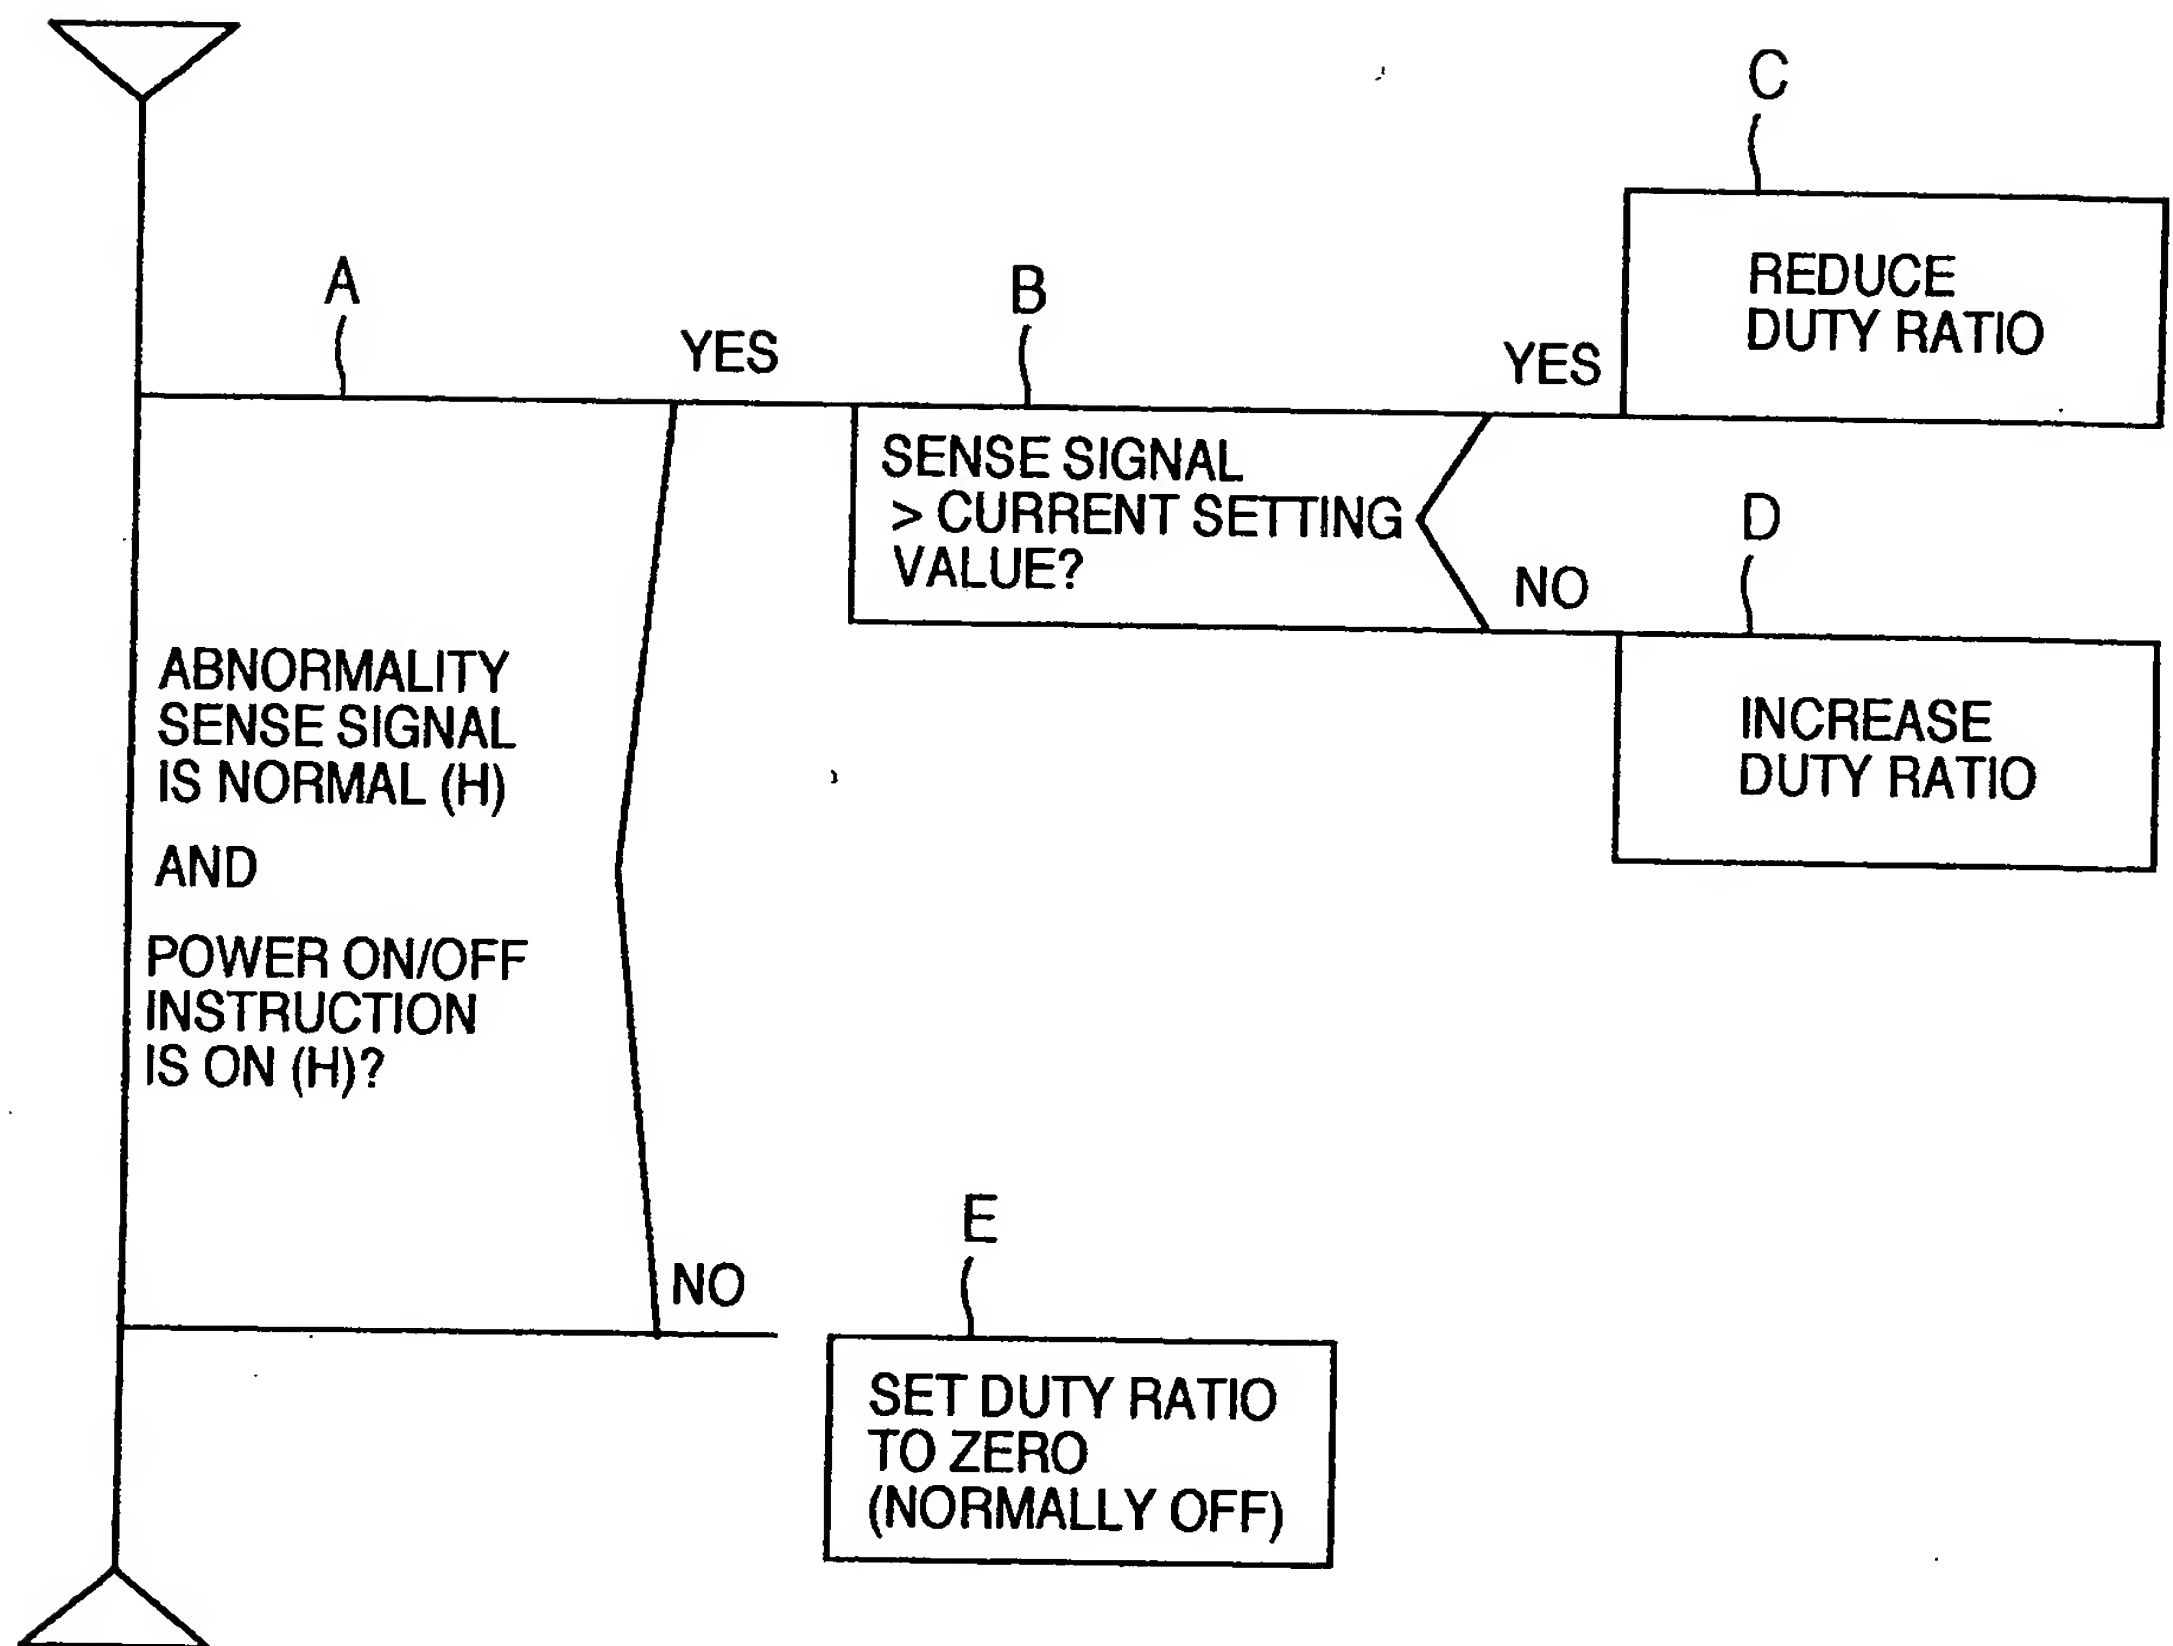 C
REDUCE
DUTY RATIO
A
B
YES
YES
SENSE SIGNAL
> CURRENT SETTING
VALUE?
D
NO
INCREASE
DUTY RATIO
ABNORMALITY
SENSE SIGNAL
IS NORMAL (H)
AND
POWER ON/OFF
INSTRUCTION
IS ON (H)?
E
NO
SET DUTY RATIO
TO ZERO
(NORMALLY OFF)